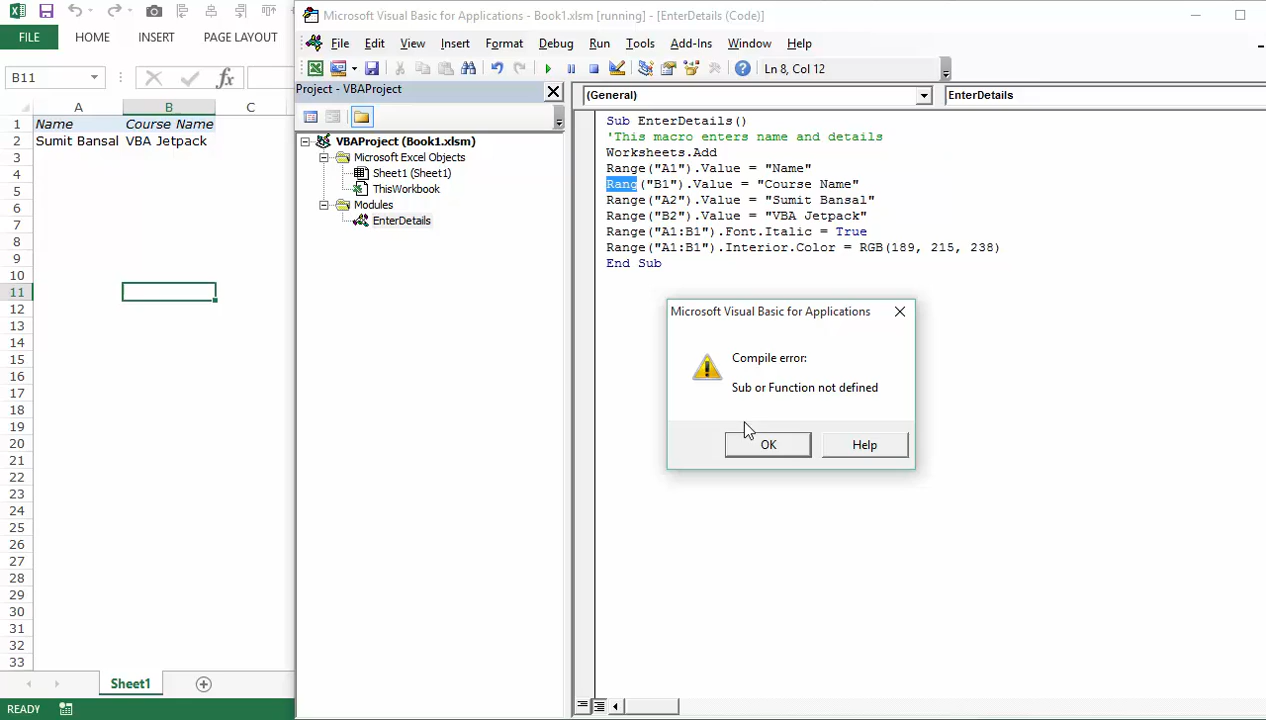 Microsoft Visual Basic for Applications - Book1.xlsm [running] - [EnterDetails (Code)]
FILE HOME INSERT PAGE LAYOUT
File Edit View Insert Format Debug Run Tools Add-Ins Window Help
B11 fx
Ln 8, Col 12
Project - VBAProject
(General) EnterDetails
A B C
1 Name Course Name
2 Sumit Bansal VBA Jetpack
3
4
5
6
7
8
9
10
11
12
13
14
15
16
17
18
19
20
21
22
23
24
25
26
27
28
29
30
31
32
33
VBAProject (Book1.xlsm)
Microsoft Excel Objects
Sheet1 (Sheet1)
ThisWorkbook
Modules
EnterDetails
Sub EnterDetails()
'This macro enters name and details
Worksheets.Add
Range("A1").Value = "Name"
Rang("B1").Value = "Course Name"
Range("A2").Value = "Sumit Bansal"
Range("B2").Value = "VBA Jetpack"
Range("A1:B1").Font.Italic = True
Range("A1:B1").Interior.Color = RGB(189, 215, 238)
End Sub
Microsoft Visual Basic for Applications
Compile error:
Sub or Function not defined
OK Help
Sheet1
READY